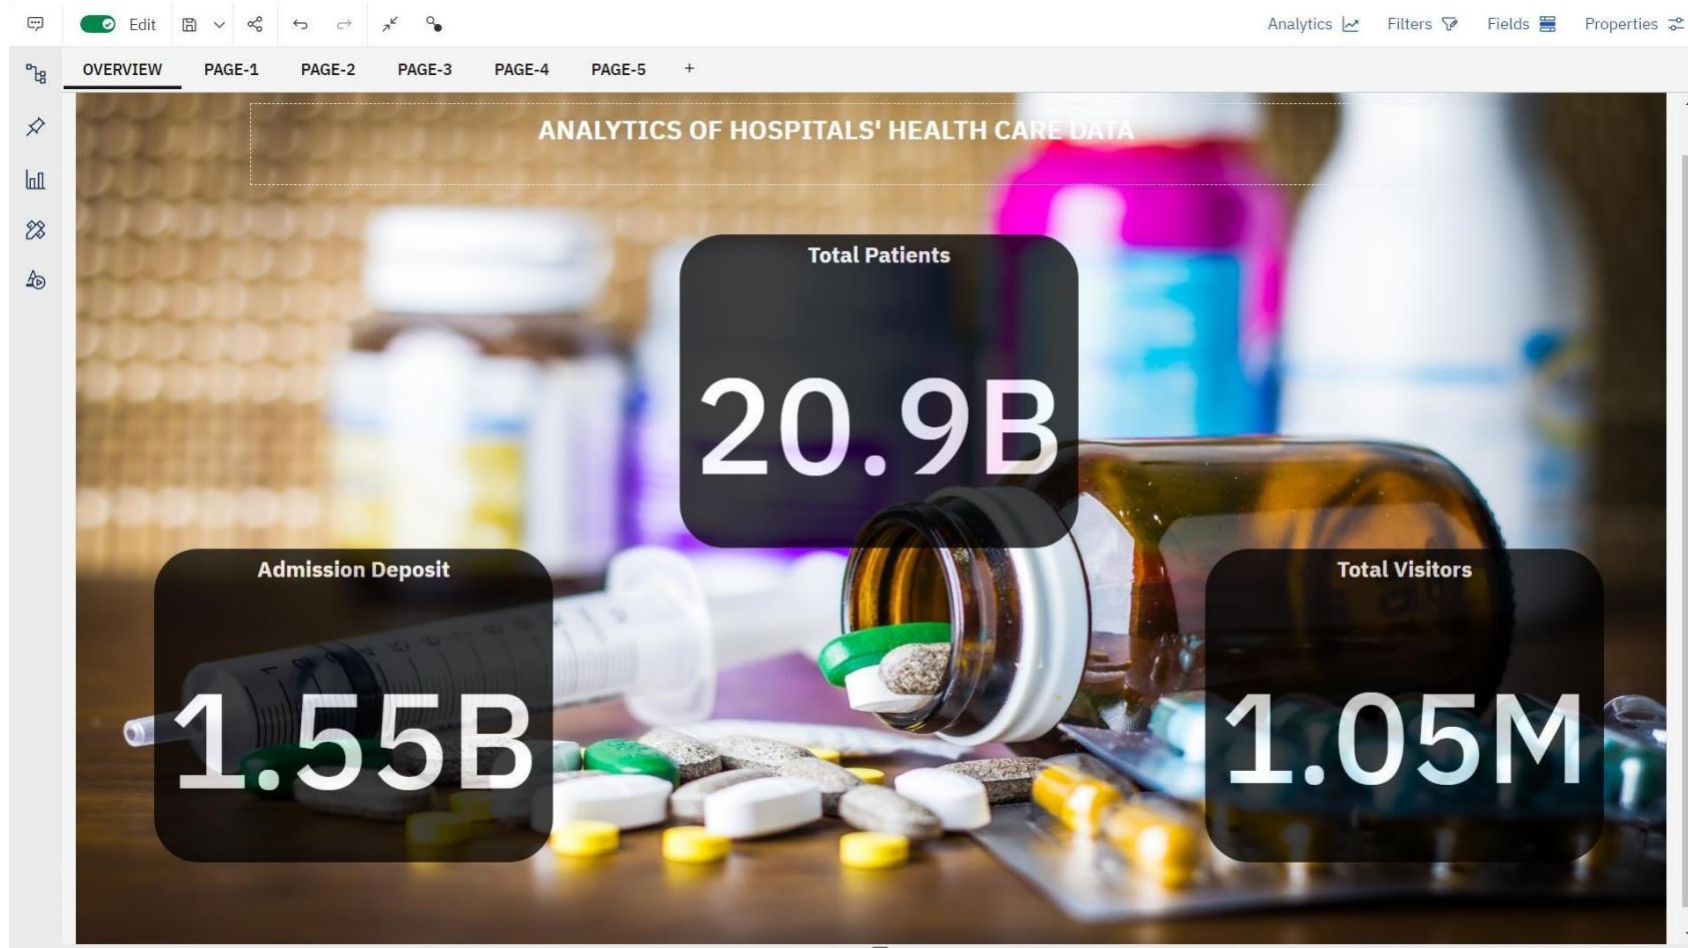 Edit
Analytics
Filters
Fields
Properties
OVERVIEW
PAGE-1
PAGE-2
PAGE-3
PAGE-4
PAGE-5
+
ANALYTICS OF HOSPITALS' HEALTH CARE DATA
Total Patients
20.9B
Admission Deposit
1.55B
Total Visitors
1.05M